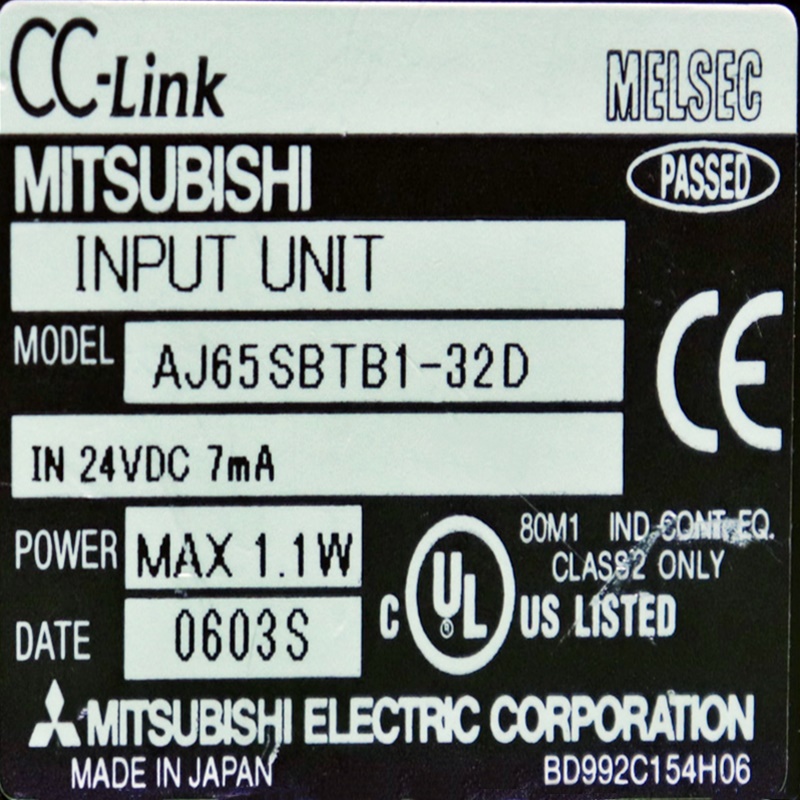 CC-Link MELSEC
MITSUBISHI PASSED
INPUT UNIT
MODEL AJ65SBTB1-32D
CE
IN 24VDC 7mA
POWER MAX 1.1W
80M1 IND CONT. EQ.
CLASS2 ONLY
DATE 0603S
C UL US LISTED
MITSUBISHI ELECTRIC CORPORATION
MADE IN JAPAN BD992C154H06